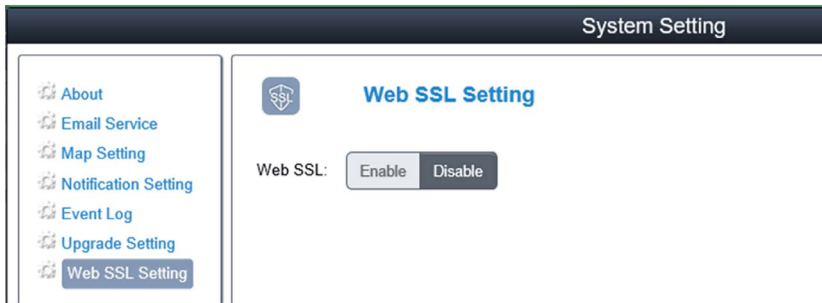 System Setting
About
Email Service
Map Setting
Notification Setting
Event Log
Upgrade Setting
Web SSL Setting
SSL
Web SSL Setting
Web SSL: Enable Disable